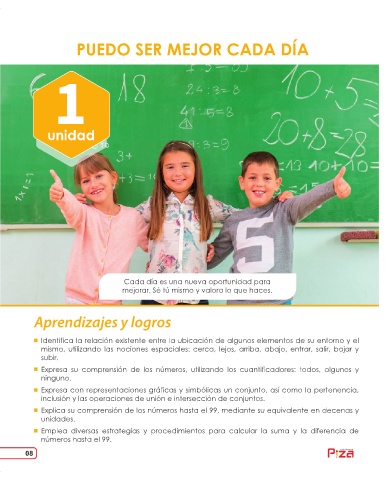 PUEDO SER MEJOR CADA DÍA
1
unidad
18
24:3=8
10+5=
20+8=28
3+
Cada día es una nueva oportunidad para
mejorar. Sé tú mismo y valora lo que haces.
Aprendizajes y logros
Identifica la relación existente entre la ubicación de algunos elementos de su entorno y el
mismo, utilizando las nociones espaciales: cerca, lejos, arriba, abajo, entrar, salir, bajar y
subir.
Expresa su comprensión de los números, utilizando los cuantificadores: todos, algunos y
ninguno.
Expresa con representaciones gráficas y simbólicas un conjunto, así como la pertenencia,
inclusión y las operaciones de unión e intersección de conjuntos.
Explica su comprensión de los números hasta el 99, mediante su equivalente en decenas y
unidades.
Emplea diversas estrategias y procedimientos para calcular la suma y la diferencia de
números hasta el 99.
08